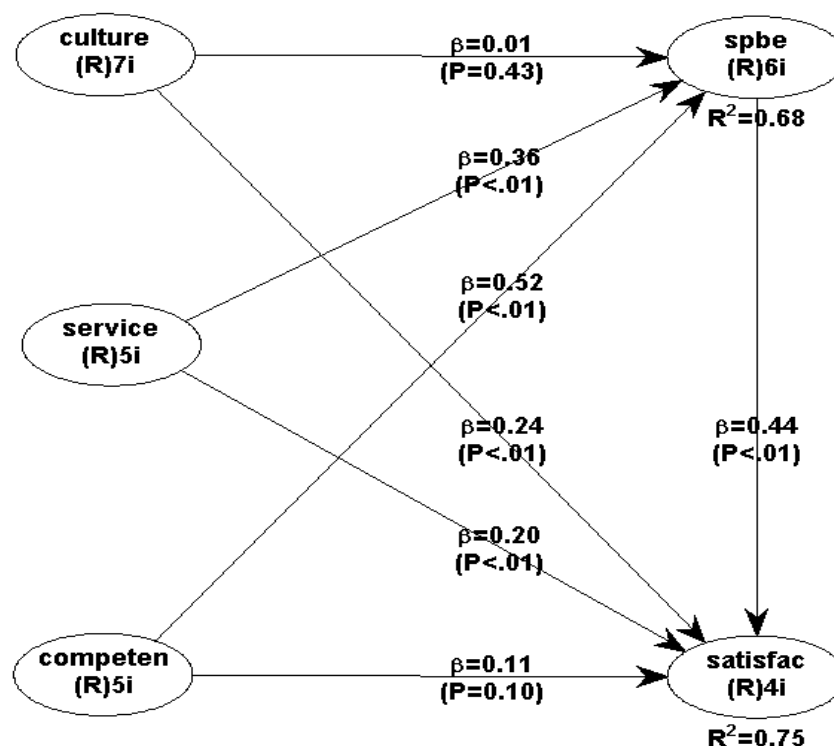 culture
(R)7i
β=0.01
(P=0.43)
spbe
(R)6i
R²=0.68
β=0.36
(P<.01)
service
(R)5i
β=0.52
(P<.01)
β=0.24
(P<.01)
β=0.44
(P<.01)
β=0.20
(P<.01)
competen
(R)5i
β=0.11
(P=0.10)
satisfac
(R)4i
R²=0.75